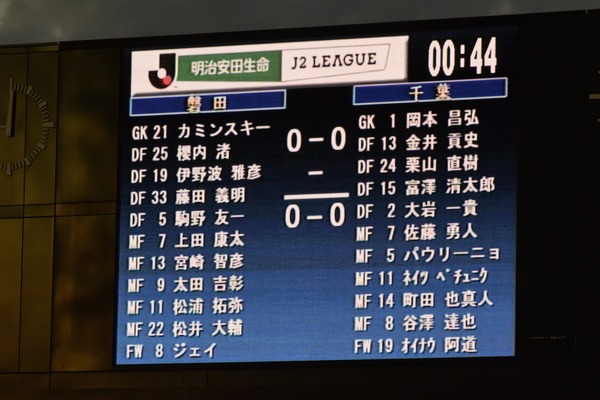 明治安田生命 J2 LEAGUE 00:44
磐田 千葉
GK 21 カミンスキー
DF 25 櫻内 渚
DF 19 伊野波 雅彦
DF 33 藤田 義明
DF 5 駒野 友一
MF 7 上田 康太
MF 13 宮崎 智彦
MF 9 太田 吉彰
MF 11 松浦 拓弥
MF 22 松井 大輔
FW 8 ジェイ
0-0
-
0-0
GK 1 岡本 昌弘
DF 13 金井 貢史
DF 24 栗山 直樹
DF 15 富澤 清太郎
DF 2 大岩 一貴
MF 7 佐藤 勇人
MF 5 パウリーニョ
MF 11 ネイツ ペチュニク
MF 14 町田 也真人
MF 8 谷澤 達也
FW 19 オナイウ 阿道